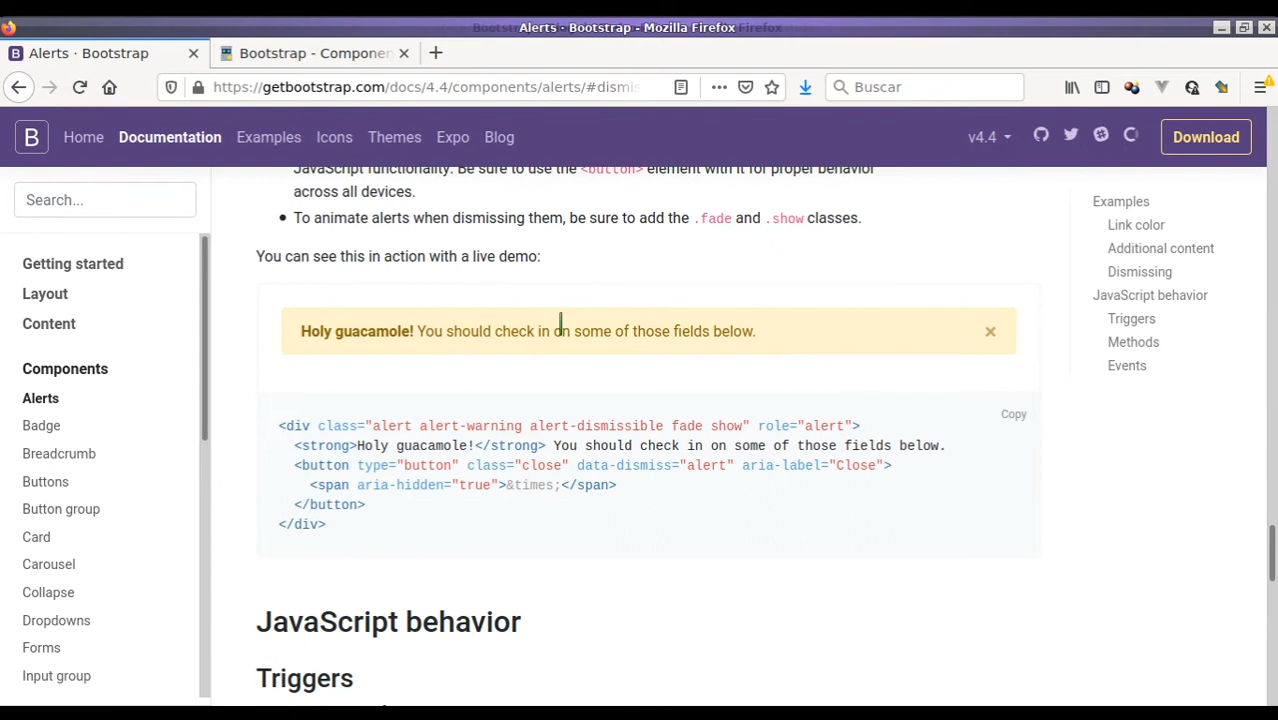 Alerts · Bootstrap - Mozilla Firefox
Alerts · Bootstrap
Bootstrap - Componen
https://getbootstrap.com/docs/4.4/components/alerts/#dismis
Buscar
B Home Documentation Examples Icons Themes Expo Blog v4.4 Download
Search...
Getting started
Layout
Content
Components
Alerts
Badge
Breadcrumb
Buttons
Button group
Card
Carousel
Collapse
Dropdowns
Forms
Input group
JavaScript functionality. Be sure to use the <button> element with it for proper behavior
across all devices.
• To animate alerts when dismissing them, be sure to add the .fade and .show classes.
You can see this in action with a live demo:
Holy guacamole! You should check in on some of those fields below. ×
Copy
<div class="alert alert-warning alert-dismissible fade show" role="alert">
<strong>Holy guacamole!</strong> You should check in on some of those fields below.
<button type="button" class="close" data-dismiss="alert" aria-label="Close">
<span aria-hidden="true">&times;</span>
</button>
</div>
JavaScript behavior
Triggers
Examples
Link color
Additional content
Dismissing
JavaScript behavior
Triggers
Methods
Events